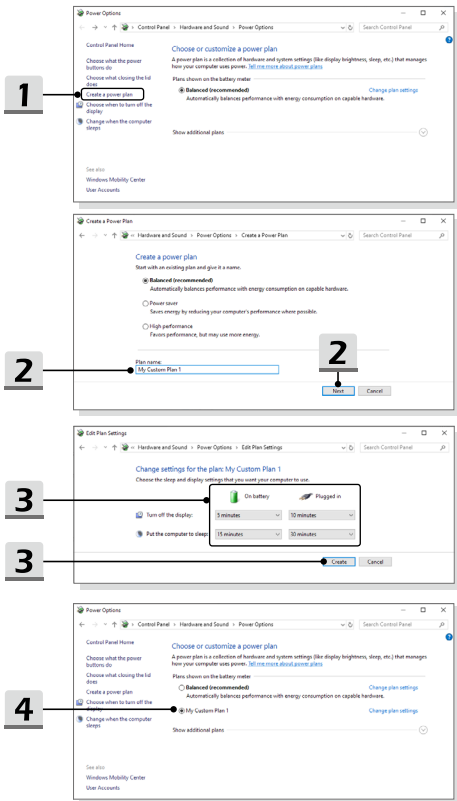 Power Options
Control Panel › Hardware and Sound › Power Options
Search Control Panel
Control Panel Home
Choose what the power
buttons do
Choose what closing the lid
does
Create a power plan
Choose when to turn off the
display
Change when the computer
sleeps
See also
Windows Mobility Center
User Accounts
Choose or customize a power plan
A power plan is a collection of hardware and system settings (like display brightness, sleep, etc.) that manages
how your computer uses power. Tell me more about power plans
Plans shown on the battery meter
Balanced (recommended)
Change plan settings
Automatically balances performance with energy consumption on capable hardware.
Show additional plans
1
Create a Power Plan
« Hardware and Sound › Power Options › Create a Power Plan
Search Control Panel
Create a power plan
Start with an existing plan and give it a name.
Balanced (recommended)
Automatically balances performance with energy consumption on capable hardware.
Power saver
Saves energy by reducing your computer's performance where possible.
High performance
Favors performance, but may use more energy.
Plan name:
My Custom Plan 1
2
2
Next
Cancel
Edit Plan Settings
« Hardware and Sound › Power Options › Edit Plan Settings
Search Control Panel
Change settings for the plan: My Custom Plan 1
Choose the sleep and display settings that you want your computer to use.
On battery
Plugged in
3
Turn off the display:
5 minutes
10 minutes
Put the computer to sleep:
15 minutes
30 minutes
3
Create
Cancel
Power Options
Control Panel › Hardware and Sound › Power Options
Search Control Panel
Control Panel Home
Choose what the power
buttons do
Choose what closing the lid
does
Create a power plan
Choose when to turn off the
display
Change when the computer
sleeps
See also
Windows Mobility Center
User Accounts
Choose or customize a power plan
A power plan is a collection of hardware and system settings (like display brightness, sleep, etc.) that manages
how your computer uses power. Tell me more about power plans
Plans shown on the battery meter
Balanced (recommended)
Change plan settings
Automatically balances performance with energy consumption on capable hardware.
4
My Custom Plan 1
Change plan settings
Show additional plans